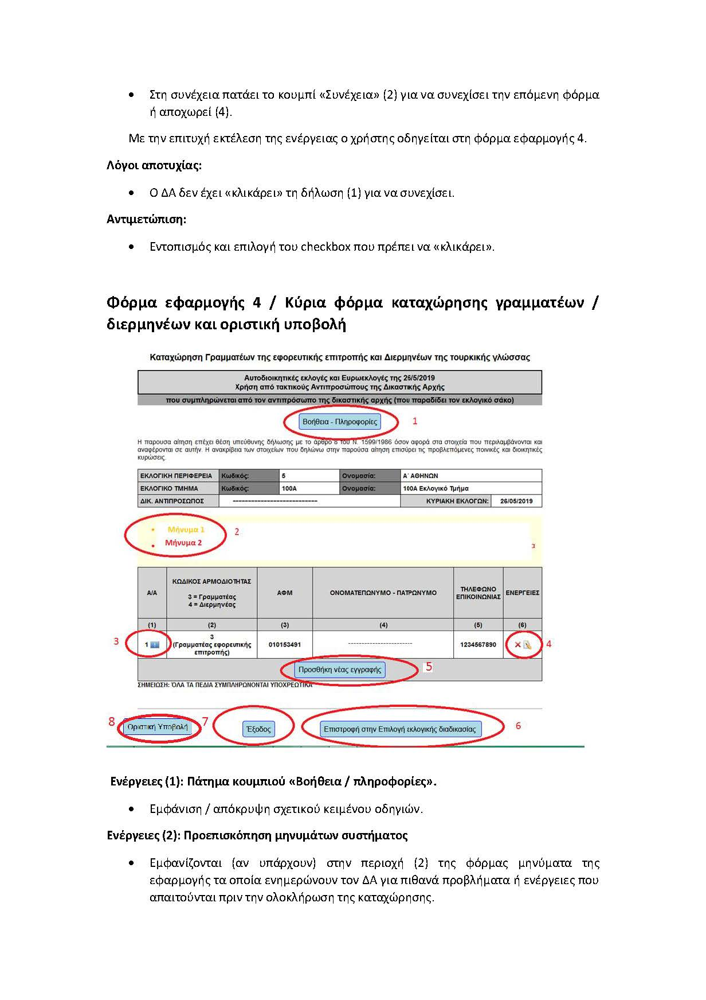 • Στη συνέχεια πατάει το κουμπί «Συνέχεια» (2) για να συνεχίσει την επόμενη φόρμα
ή αποχωρεί (4).
Με την επιτυχή εκτέλεση της ενέργειας ο χρήστης οδηγείται στη φόρμα εφαρμογής 4.
Λόγοι αποτυχίας:
• Ο ΔΑ δεν έχει «κλικάρει» τη δήλωση (1) για να συνεχίσει.
Αντιμετώπιση:
• Εντοπισμός και επιλογή του checkbox που πρέπει να «κλικάρει».
Φόρμα εφαρμογής 4 / Κύρια φόρμα καταχώρησης γραμματέων /
διερμηνέων και οριστική υποβολή
Καταχώρηση Γραμματέων της εφορευτικής επιτροπής και Διερμηνέων της τουρκικής γλώσσας
Αυτοδιοικητικές εκλογές και Ευρωεκλογές της 26/5/2019
Χρήση από τακτικούς Αντιπροσώπους της Δικαστικής Αρχής
που συμπληρώνεται από τον αντιπρόσωπο της δικαστικής αρχής (που παραδίδει τον εκλογικό σάκο)
Βοήθεια - Πληροφορίες 1
Η παρουσα αίτηση επέχει θέση υπεύθυνης δήλωσης με το άρθρο 8 του Ν. 1599/1986 όσον αφορά στα στοιχεία που περιλαμβάνονται και
αναφέρονται σε αυτήν. Η ανακρίβεια των στοιχείων που δηλώνω στην παρούσα αίτηση επισύρει τις προβλεπόμενες ποινικές και διοικητικές
κυρώσεις.
ΕΚΛΟΓΙΚΗ ΠΕΡΙΦΕΡΕΙΑ Κωδικός: 5 Ονομασία: Α΄ ΑΘΗΝΩΝ
ΕΚΛΟΓΙΚΟ ΤΜΗΜΑ Κωδικός: 100Α Ονομασία: 100Α Εκλογικό Τμήμα
ΔΙΚ. ΑΝΤΙΠΡΟΣΩΠΟΣ ---------------------------- ΚΥΡΙΑΚΗ ΕΚΛΟΓΩΝ: 26/05/2019
• Μήνυμα 1 2
• Μήνυμα 2 α
Α/Α ΚΩΔΙΚΟΣ ΑΡΜΟΔΙΟΤΗΤΑΣ ΑΦΜ ΟΝΟΜΑΤΕΠΩΝΥΜΟ - ΠΑΤΡΩΝΥΜΟ ΤΗΛΕΦΩΝΟ ΕΠΙΚΟΙΝΩΝΙΑΣ ΕΝΕΡΓΕΙΕΣ
3 = Γραμματέας
4 = Διερμηνέας
(1) (2) (3) (4) (5) (6)
3 1 3 (Γραμματέας εφορευτικής επιτροπής) 010153491 ------------------------ 1234567890 4
Προσθήκη νέας εγγραφής 5
ΣΗΜΕΙΩΣΗ: ΌΛΑ ΤΑ ΠΕΔΙΑ ΣΥΜΠΛΗΡΩΝΟΝΤΑΙ ΥΠΟΧΡΕΩΤΙΚΑ
8 Οριστική Υποβολή 7 Έξοδος Επιστροφή στην Επιλογή εκλογικής διαδικασίας 6
Ενέργειες (1): Πάτημα κουμπιού «Βοήθεια / πληροφορίες».
• Εμφάνιση / απόκρυψη σχετικού κειμένου οδηγιών.
Ενέργειες (2): Προεπισκόπηση μηνυμάτων συστήματος
• Εμφανίζονται (αν υπάρχουν) στην περιοχή (2) της φόρμας μηνύματα της
εφαρμογής τα οποία ενημερώνουν τον ΔΑ για πιθανά προβλήματα ή ενέργειες που
απαιτούνται πριν την ολοκλήρωση της καταχώρησης.